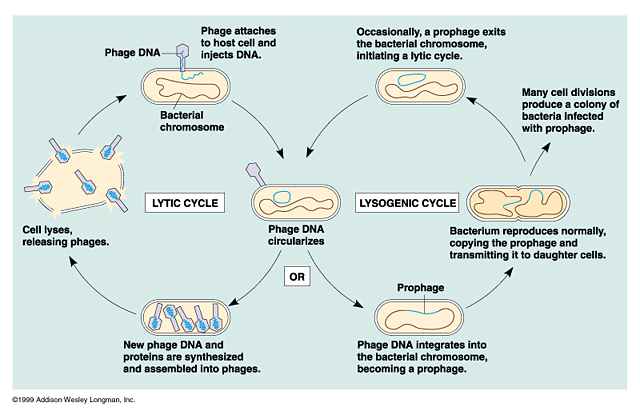 Phage DNA
Phage attaches
to host cell and
injects DNA.
Bacterial
chromosome
Occasionally, a prophage exits
the bacterial chromosome,
initiating a lytic cycle.
Many cell divisions
produce a colony of
bacteria infected
with prophage.
Cell lyses,
releasing phages.
LYTIC CYCLE
Phage DNA
circularizes
LYSOGENIC CYCLE
Bacterium reproduces normally,
copying the prophage and
transmitting it to daughter cells.
OR
New phage DNA and
proteins are synthesized
and assembled into phages.
Prophage
Phage DNA integrates into
the bacterial chromosome,
becoming a prophage.
©1999 Addison Wesley Longman, Inc.